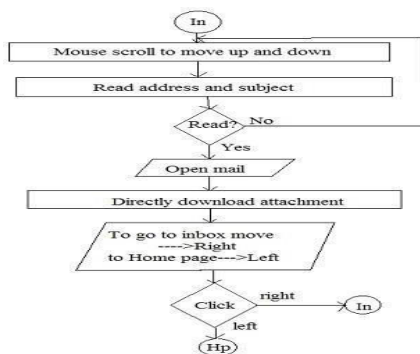 In
Mouse scroll to move up and down
Read address and subject
Read?
No
Yes
Open mail
Directly download attachment
To go to inbox move
---->Right
to Home page--->Left
Click
right
In
left
Hp